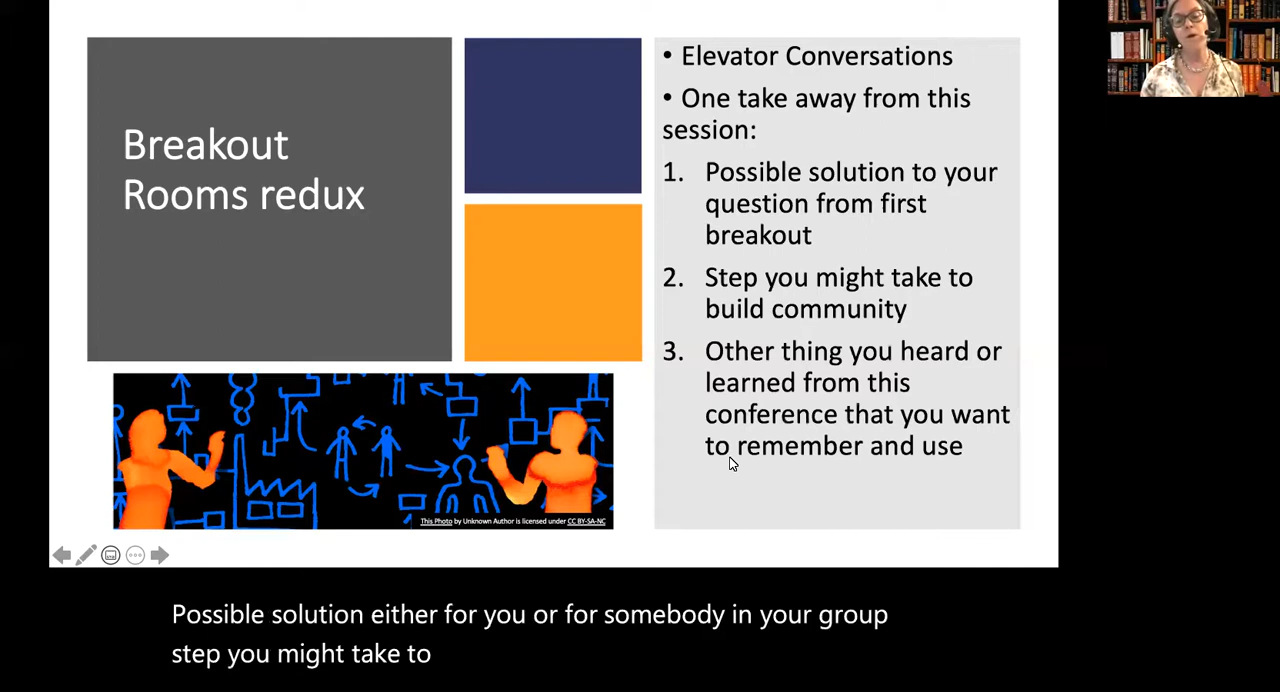 Breakout
Rooms redux
• Elevator Conversations
• One take away from this
session:
1. Possible solution to your
question from first
breakout
2. Step you might take to
build community
3. Other thing you heard or
learned from this
conference that you want
to remember and use
This Photo by Unknown Author is licensed under CC BY-SA-NC
Possible solution either for you or for somebody in your group
step you might take to